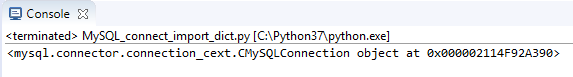 Console
<terminated> MySQL_connect_import_dict.py [C:\Python37\python.exe]
<mysql.connector.connection_cext.CMySQLConnection object at 0x000002114F92A390>